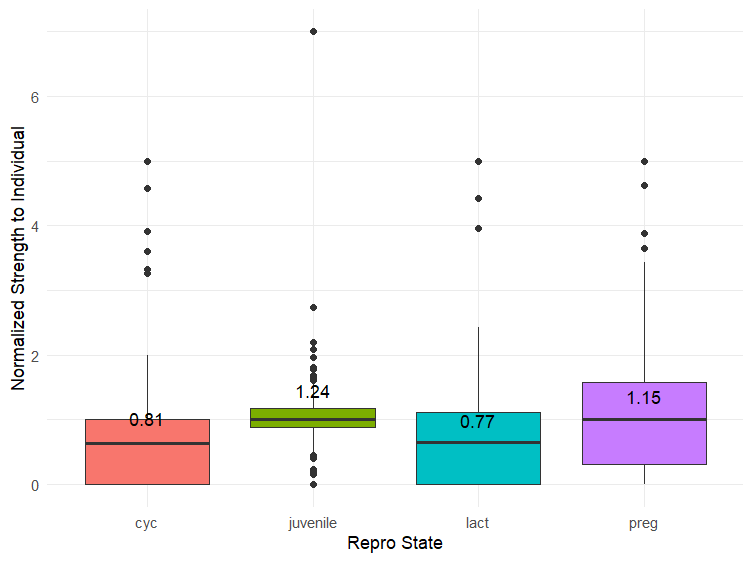 Normalized Strength to Individual
6
4
2
0
0.81
1.24
0.77
1.15
cyc
juvenile
lact
preg
Repro State